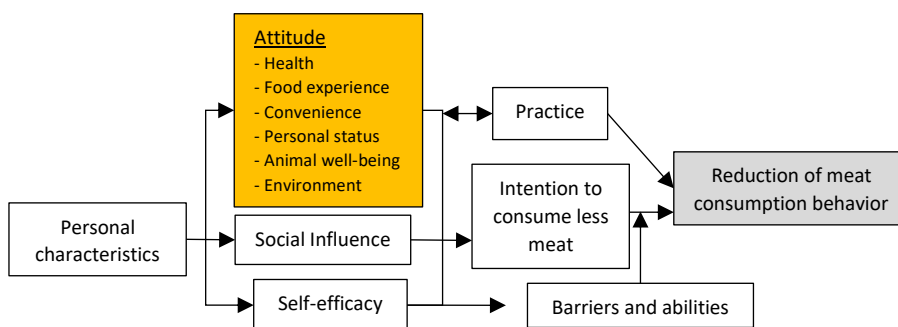 Attitude
- Health
- Food experience
- Convenience
- Personal status
- Animal well-being
- Environment
Practice
Reduction of meat
consumption behavior
Intention to
consume less
meat
Personal
characteristics
Social Influence
Self-efficacy
Barriers and abilities